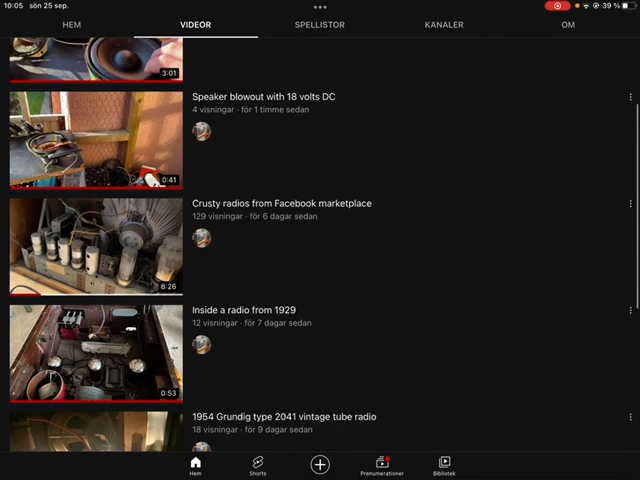 10:05 sön 25 sep.
39 %
HEM VIDEOR SPELLISTOR KANALER OM
3:01
Speaker blowout with 18 volts DC
4 visningar · för 1 timme sedan
0:41
Crusty radios from Facebook marketplace
129 visningar · för 6 dagar sedan
8:26
Inside a radio from 1929
12 visningar · för 7 dagar sedan
0:53
1954 Grundig type 2041 vintage tube radio
18 visningar · för 9 dagar sedan
Hem Shorts Prenumerationer Bibliotek